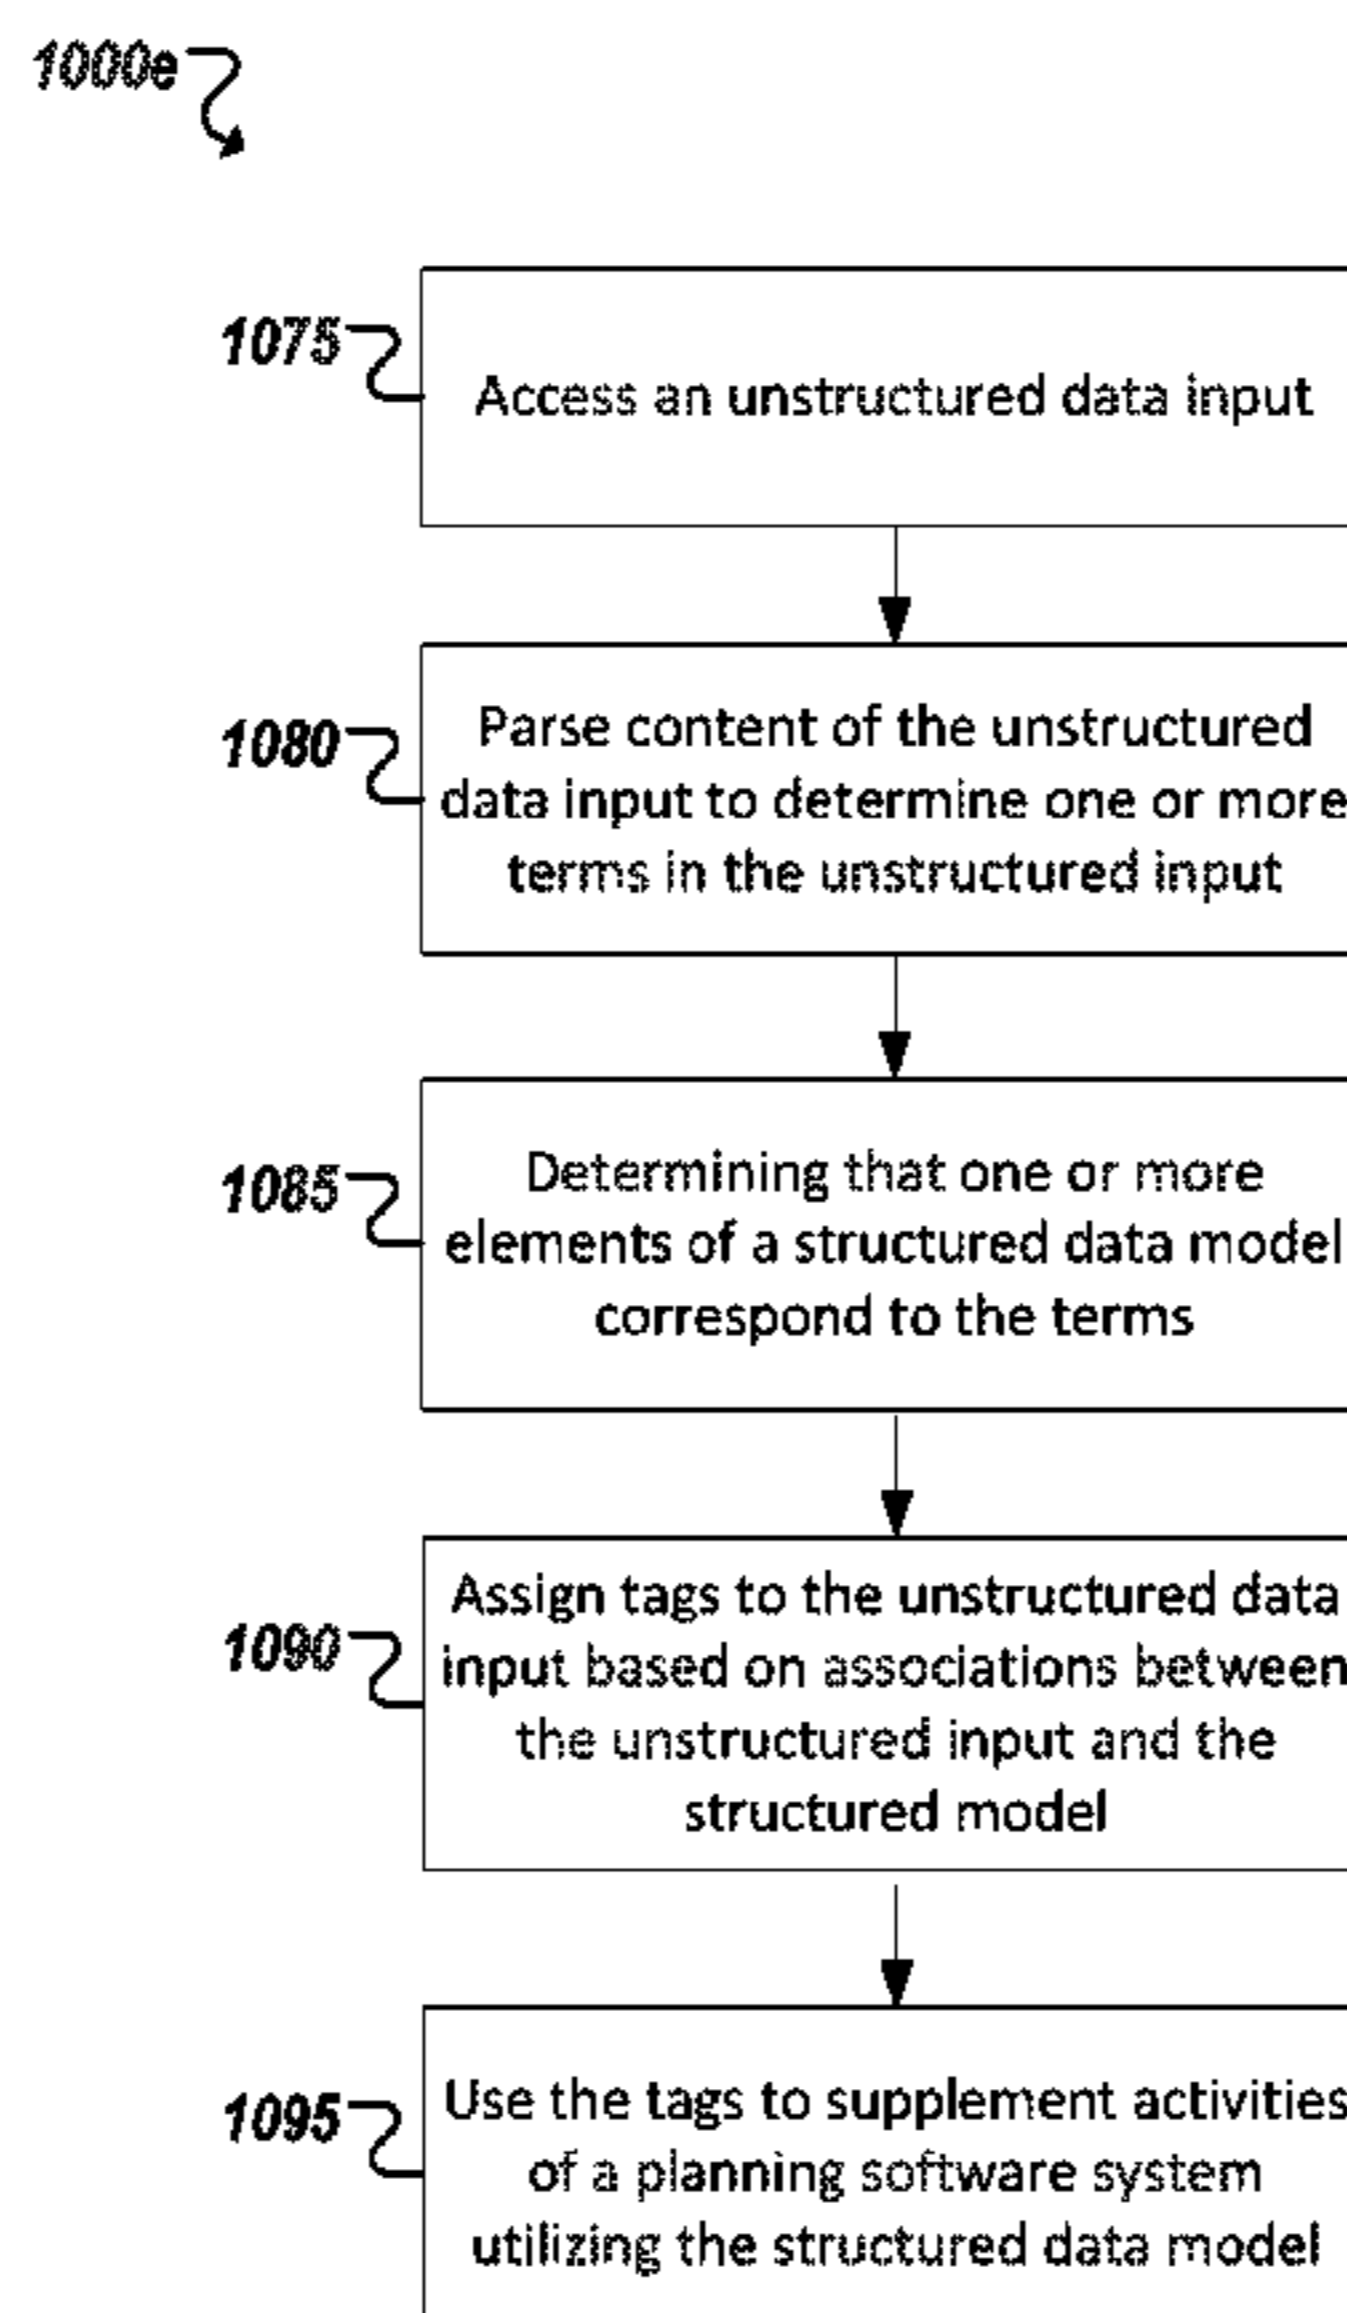 1000e
1075
Access an unstructured data input
1080
Parse content of the unstructured
data input to determine one or more
terms in the unstructured input
1085
Determining that one or more
elements of a structured data model
correspond to the terms
1090
Assign tags to the unstructured data
input based on associations between
the unstructured input and the
structured model
1095
Use the tags to supplement activities
of a planning software system
utilizing the structured data model